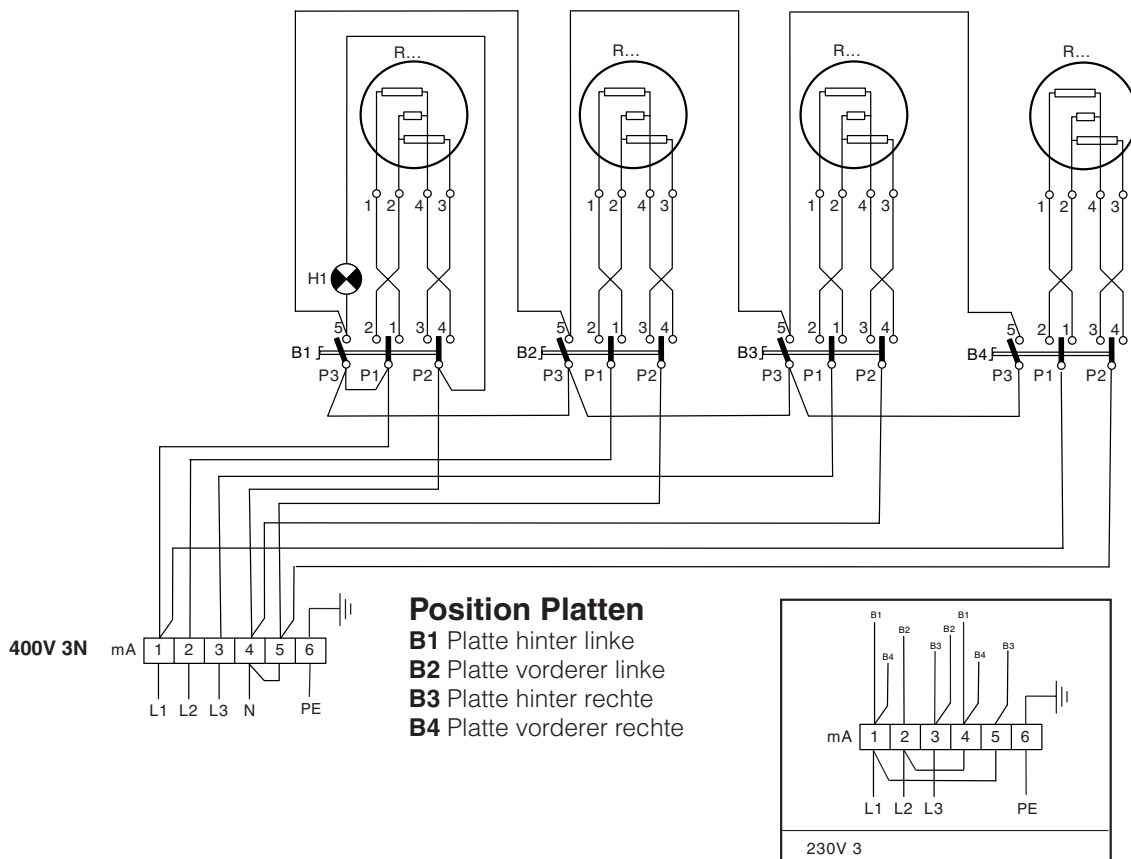 R... R... R... R...
1 2 4 3 1 2 4 3 1 2 4 3 1 2 4 3
H1
5 2 1 3 4 5 2 1 3 4 5 2 1 3 4 5 2 1 3 4
B1 B2 B3 B4
P3 P1 P2 P3 P1 P2 P3 P1 P2 P3 P1 P2
400V 3N mA 1 2 3 4 5 6
L1 L2 L3 N PE
Position Platten
B1 Platte hinter linke
B2 Platte vorderer linke
B3 Platte hinter rechte
B4 Platte vorderer rechte
B1 B2 B2 B1
B4 B3 B4 B3
mA 1 2 3 4 5 6
L1 L2 L3 PE
230V 3